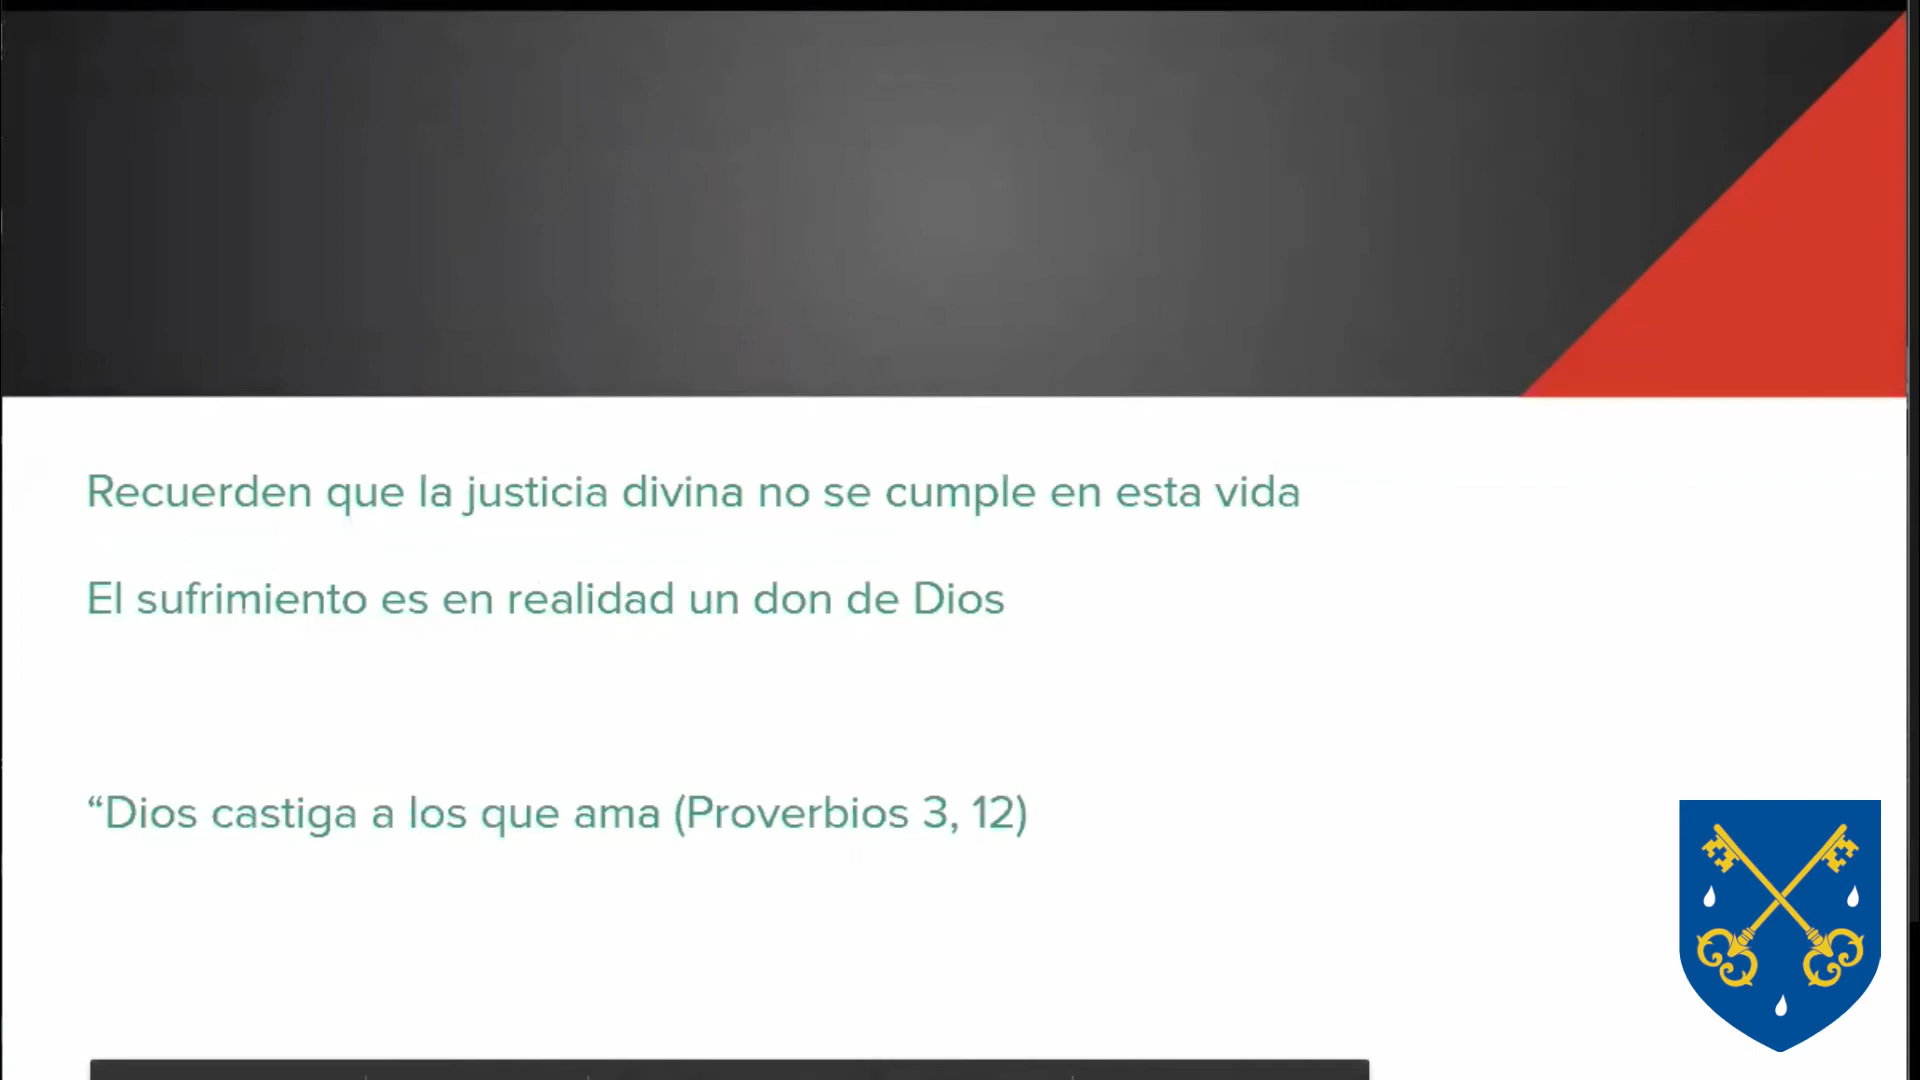 Recuerden que la justicia divina no se cumple en esta vida
El sufrimiento es en realidad un don de Dios
“Dios castiga a los que ama (Proverbios 3, 12)